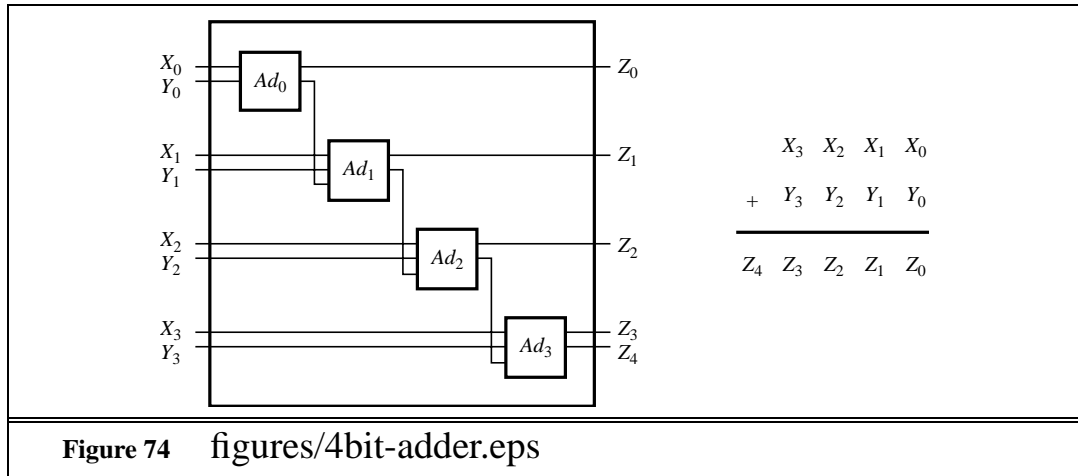 X0
Y0
Ad0
Z0
X1
Y1
Ad1
Z1
X2
Y2
Ad2
Z2
X3
Y3
Ad3
Z3
Z4
X3 X2 X1 X0
+ Y3 Y2 Y1 Y0
Z4 Z3 Z2 Z1 Z0
Figure 74 figures/4bit-adder.eps